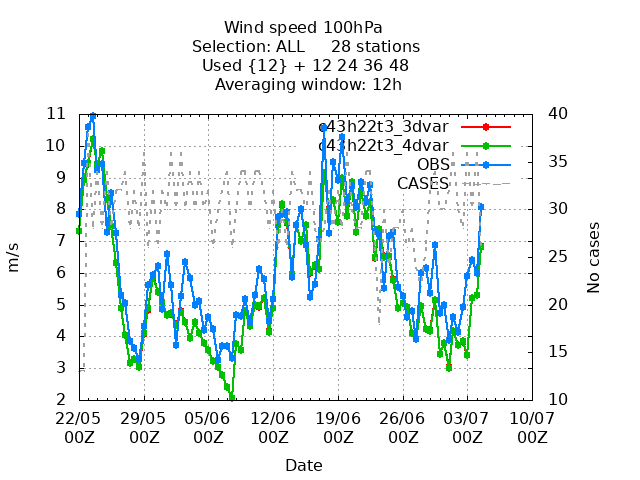 Wind speed 100hPa
Selection: ALL 28 stations
Used {12} + 12 24 36 48
Averaging window: 12h
c43h22t3_3dvar
c43h22t3_4dvar
OBS
CASES
11
10
9
8
7
6
5
4
3
2
m/s
40
35
30
25
20
15
10
No cases
22/05 29/05 05/06 12/06 19/06 26/06 03/07 10/07
00Z 00Z 00Z 00Z 00Z 00Z 00Z 00Z
Date